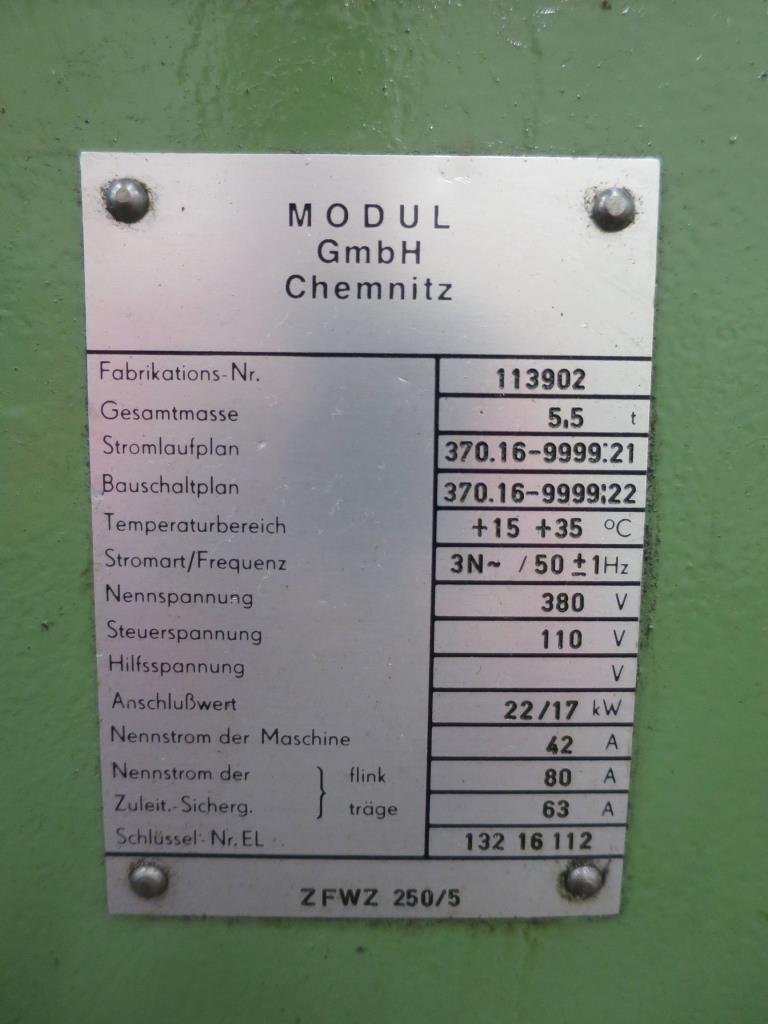 MODUL
GmbH
Chemnitz
Fabrikations-Nr. 113902
Gesamtmasse 5.5 t
Stromlaufplan 370.16-9999:21
Bauschaltplan 370.16-9999:22
Temperaturbereich +15 +35 °C
Stromart/Frequenz 3N~ / 50 ±1Hz
Nennspannung 380 V
Steuerspannung 110 V
Hilfsspannung V
Anschlußwert 22/17 kW
Nennstrom der Maschine 42 A
Nennstrom der } flink 80 A
Zuleit.-Sicherg. } träge 63 A
Schlüssel-Nr. EL 132 16 112
ZFWZ 250/5